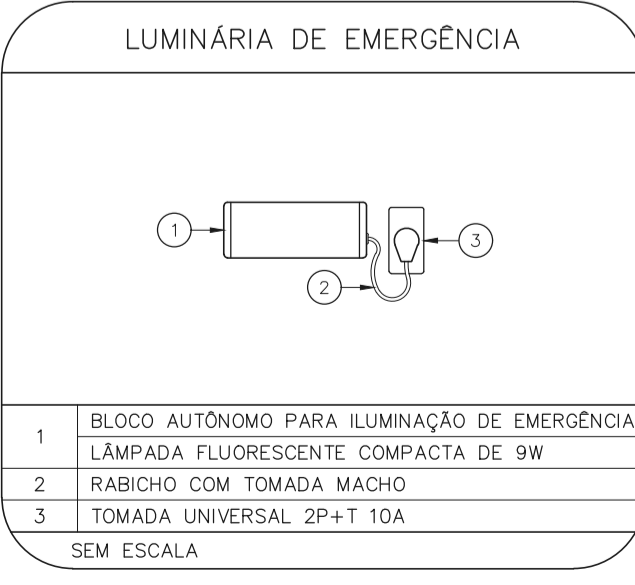 LUMINÁRIA DE EMERGÊNCIA
1
3
2
1 BLOCO AUTÔNOMO PARA ILUMINAÇÃO DE EMERGÊNCIA
LÂMPADA FLUORESCENTE COMPACTA DE 9W
2 RABICHO COM TOMADA MACHO
3 TOMADA UNIVERSAL 2P+T 10A
SEM ESCALA